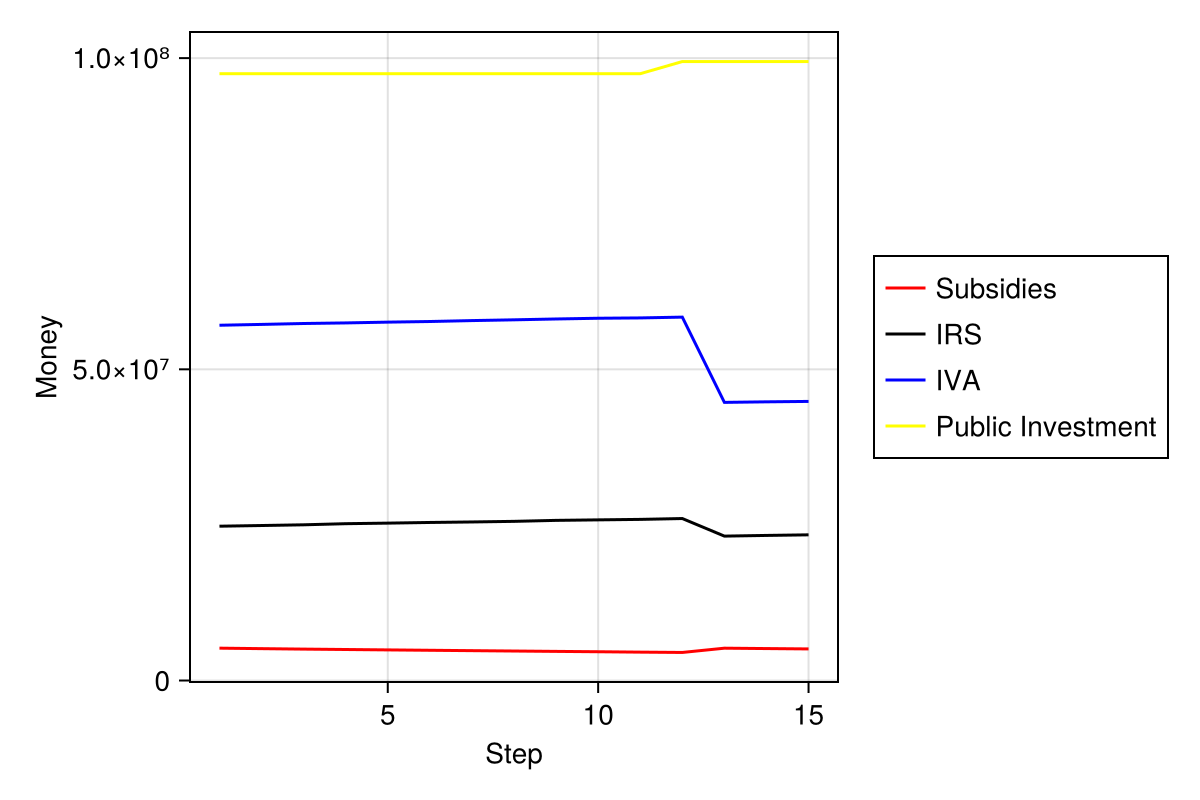 1.0×10⁸
5.0×10⁷
0
Money
5
10
15
Step
Subsidies
IRS
IVA
Public Investment